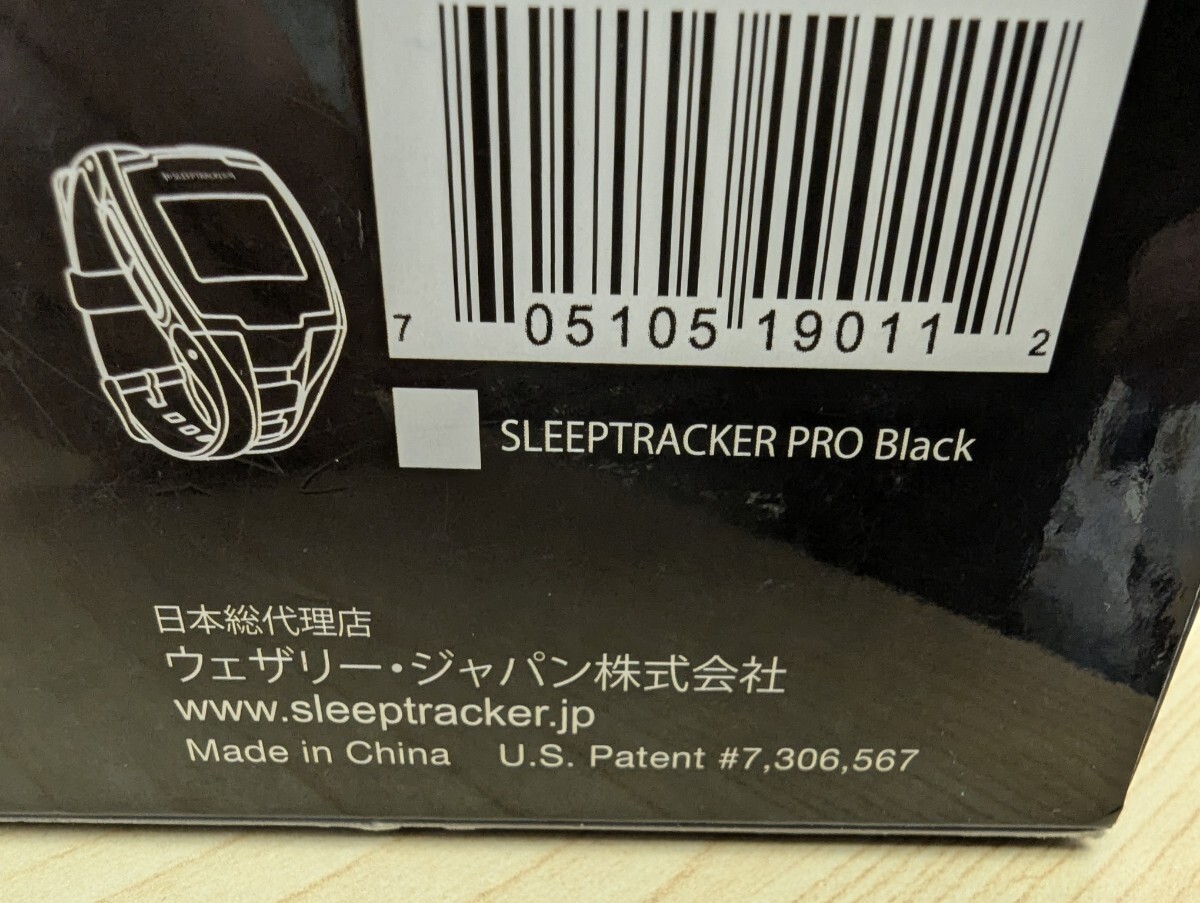 SLEEPTRACKER
7 05105 19011 2
SLEEPTRACKER PRO Black
日本総代理店
ウェザリー・ジャパン株式会社
www.sleeptracker.jp
Made in China U.S. Patent #7,306,567